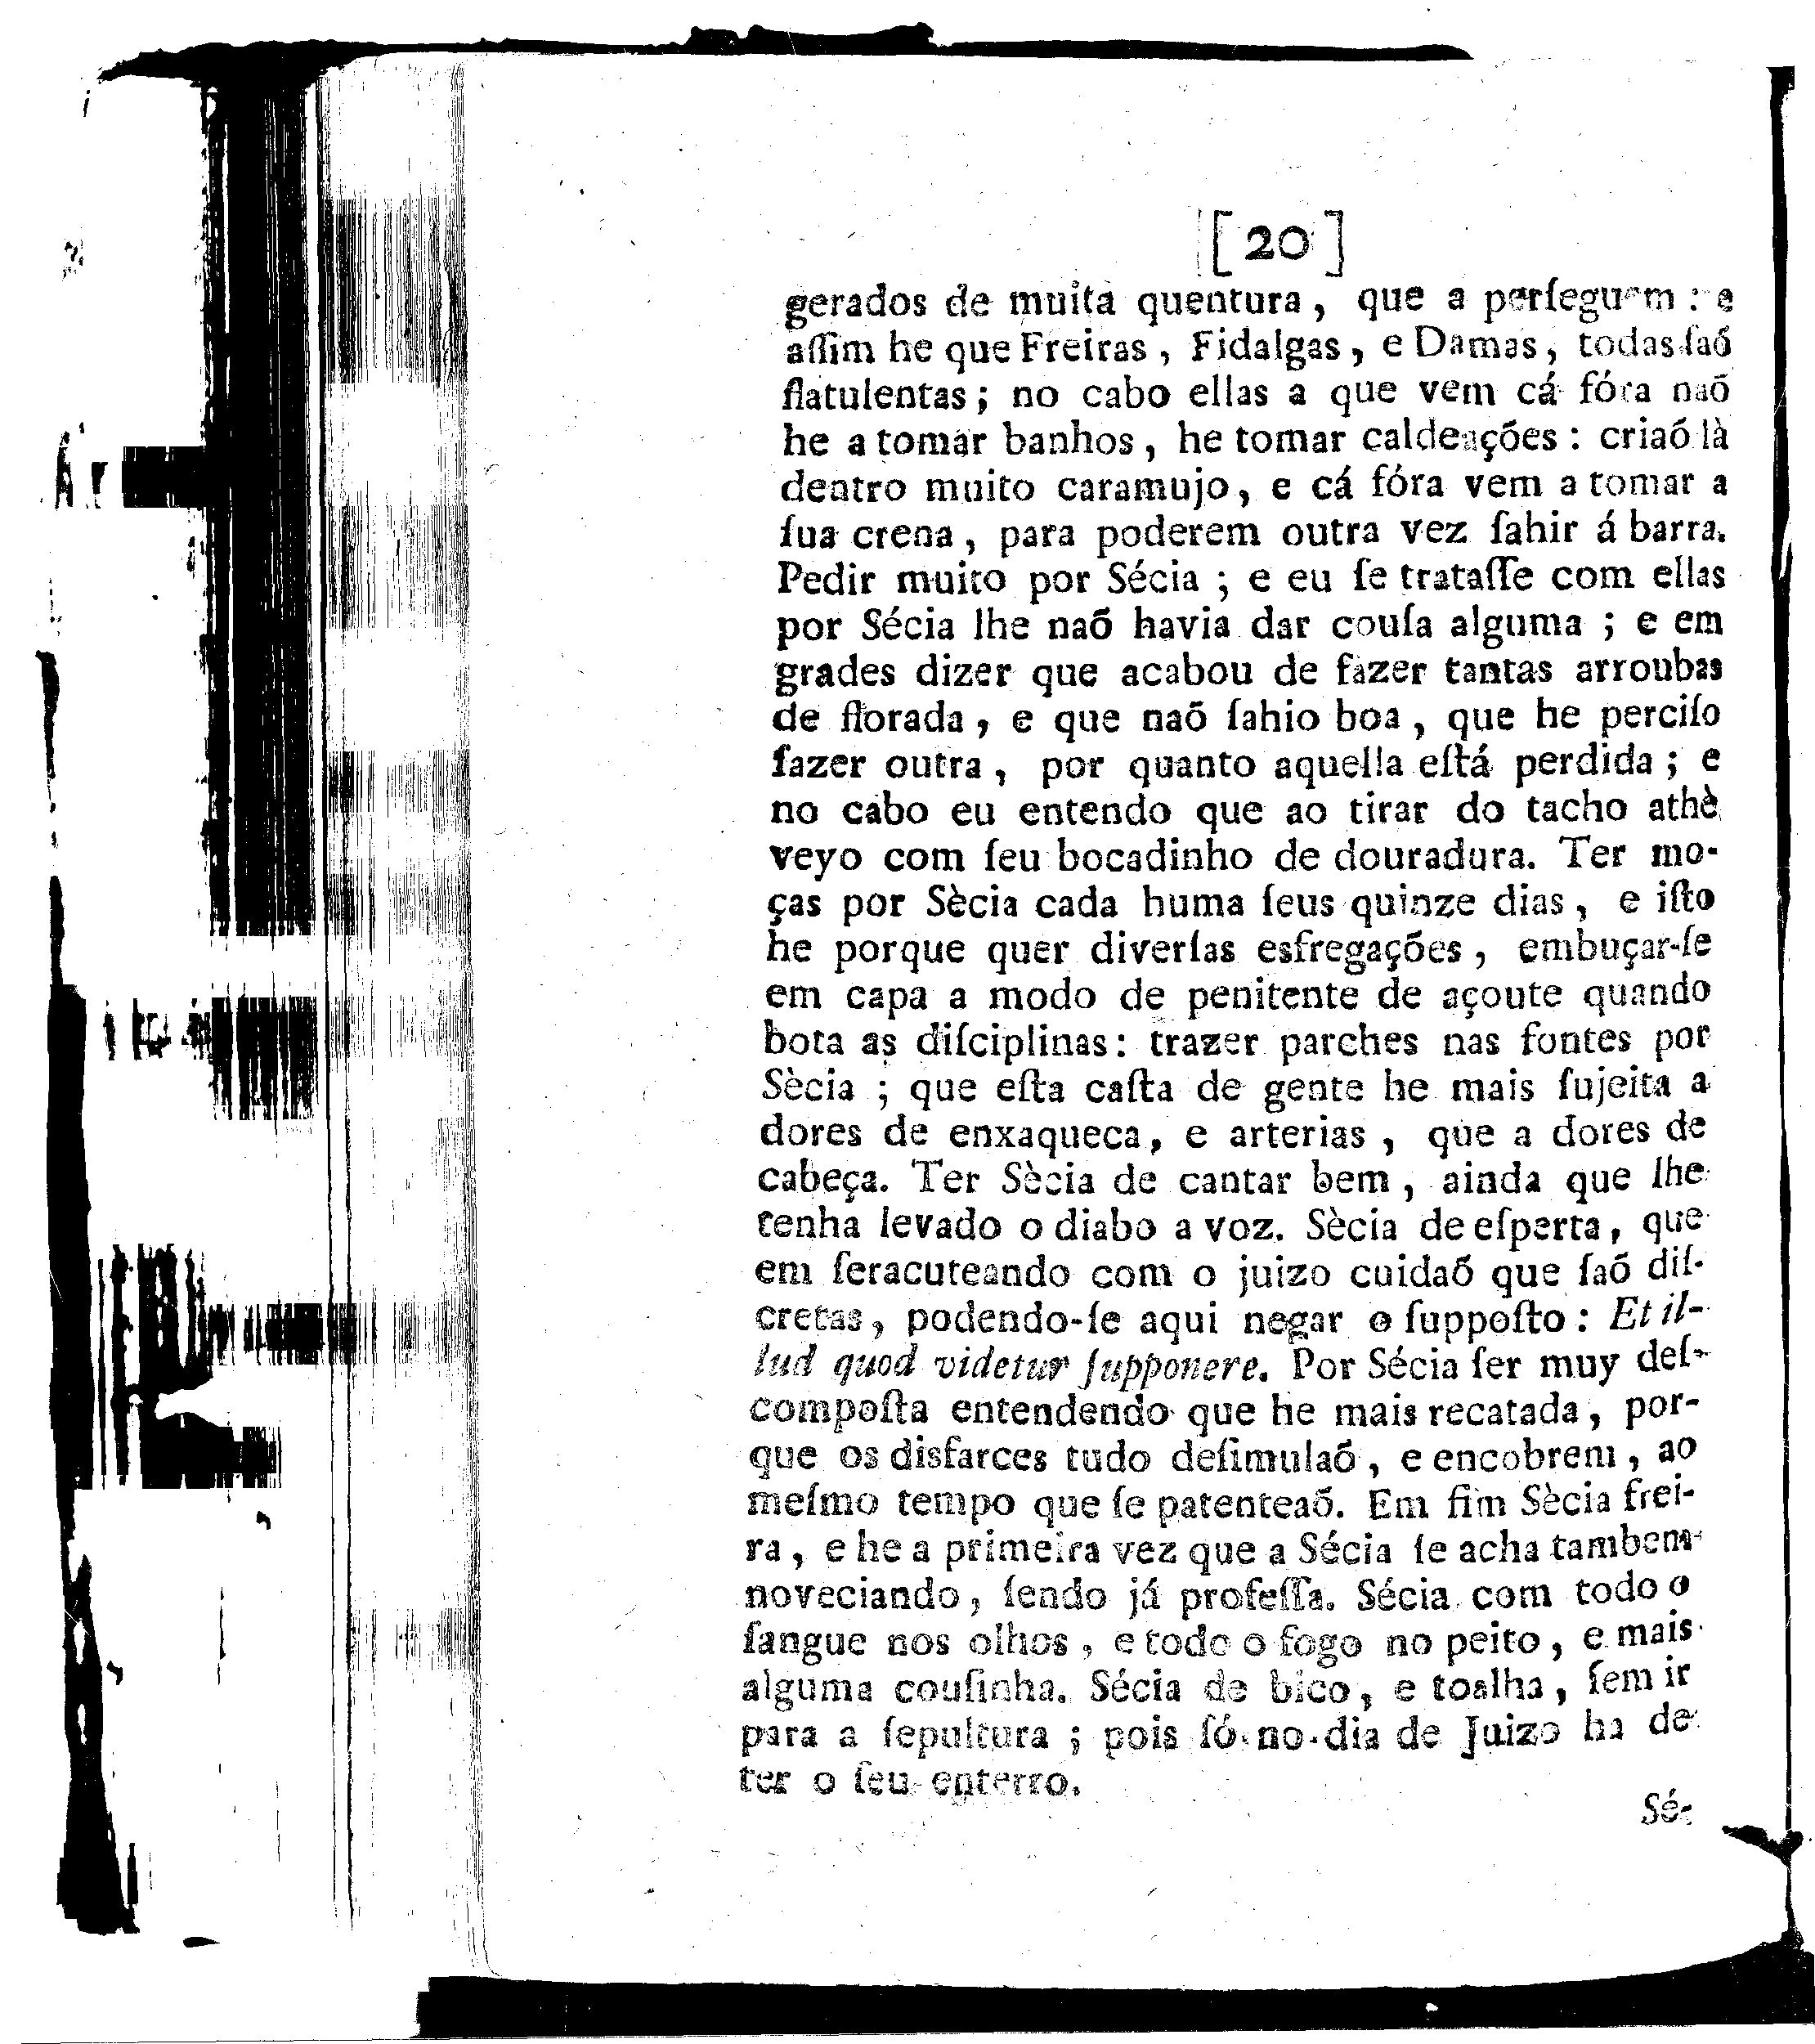 [ 20 ]
gerados de muita quentura, que a perſeguem: e
aſſim he que Freiras, Fidalgas, e Damas, todas ſaõ
flatulentas; no cabo ellas a que vem cá fóra naõ
he a tomar banhos, he tomar caldeações: criaõ là
dentro muito caramujo, e cá fóra vem a tomar a
ſua crena, para poderem outra vez ſahir á barra.
Pedir muito por Sécia; e eu ſe trataſſe com ellas
por Sécia lhe naõ havia dar couſa alguma; e em
grades dizer que acabou de fazer tantas arroubas
de florada, e que naõ ſahio boa, que he perciſo
fazer outra, por quanto aquella eſtá perdida; e
no cabo eu entendo que ao tirar do tacho athè
veyo com ſeu bocadinho de douradura. Ter mo-
ças por Sècia cada huma ſeus quinze dias, e iſto
he porque quer diverſas esfregações, embuçar-ſe
em capa a modo de penitente de açoute quando
bota as diſciplinas: trazer parches nas fontes por
Sècia; que eſta caſta de gente he mais ſujeita a
dores de enxaqueca, e arterias, que a dores de
cabeça. Ter Sècia de cantar bem, ainda que lhe
tenha levado o diabo a voz. Sècia de eſperta, que
em ſeracuteando com o juizo cuidaõ que ſaõ diſ-
cretas, podendo-ſe aqui negar o ſuppoſto: Et il-
lud quod videtur ſupponere. Por Sécia ſer muy deſ-
compoſta entendendo que he mais recatada, por-
que os disfarces tudo deſimulaõ, e encobrem, ao
meſmo tempo que ſe patenteaõ. Em fim Sècia frei-
ra, e he a primeira vez que a Sécia ſe acha tambem
noveciando, ſendo já profeſſa. Sécia com todo o
ſangue nos olhos, e todo o fogo no peito, e mais
alguma couſinha. Sécia de bico, e toalha, ſem ir
para a ſepultura; pois ſó no dia de Juizo ha de
ter o ſeu enterro.
Sé-